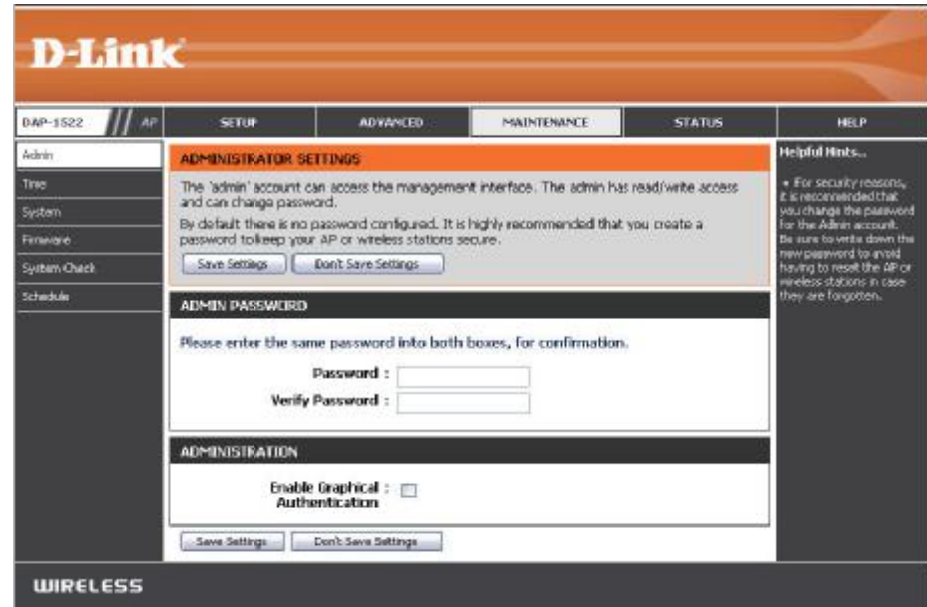 D-Link
DAP-1522 /// AP
SETUP
ADVANCED
MAINTENANCE
STATUS
HELP
Admin
Time
System
Firmware
System Check
Schedule
ADMINISTRATOR SETTINGS
The 'admin' account can access the management interface. The admin has read/write access
and can change password.
By default there is no password configured. It is highly recommended that you create a
password tokeep your AP or wireless stations secure.
Save Settings
Don't Save Settings
ADMIN PASSWORD
Please enter the same password into both boxes, for confirmation.
Password :
Verify Password :
ADMINISTRATION
Enable Graphical :
Authentication
Save Settings
Don't Save Settings
Helpful Hints...
• For security reasons,
it is recommended that
you change the password
for the Admin account.
Be sure to write down the
new password to avoid
having to reset the AP or
wireless stations in case
they are forgotten.
WIRELESS